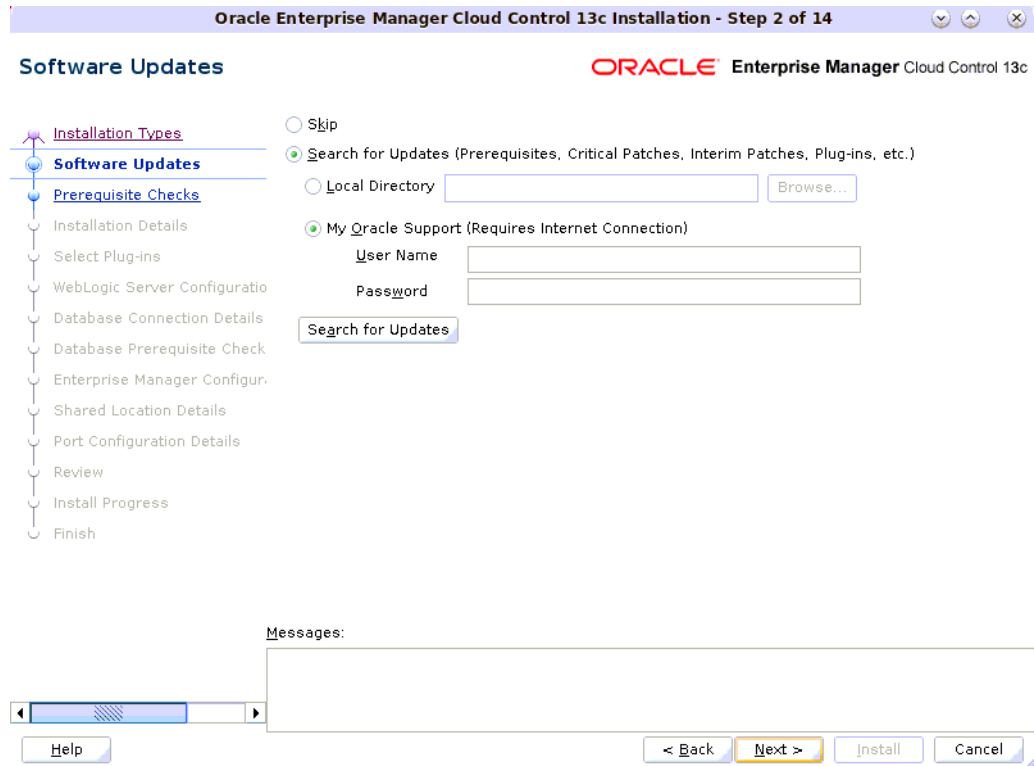 Oracle Enterprise Manager Cloud Control 13c Installation - Step 2 of 14
Software Updates
ORACLE Enterprise Manager Cloud Control 13c
Installation Types
Software Updates
Prerequisite Checks
Installation Details
Select Plug-ins
WebLogic Server Configuratio
Database Connection Details
Database Prerequisite Check
Enterprise Manager Configur
Shared Location Details
Port Configuration Details
Review
Install Progress
Finish
Skip
Search for Updates (Prerequisites, Critical Patches, Interim Patches, Plug-ins, etc.)
Local Directory
Browse...
My Oracle Support (Requires Internet Connection)
User Name
Password
Search for Updates
Messages:
Help
< Back
Next >
Install
Cancel